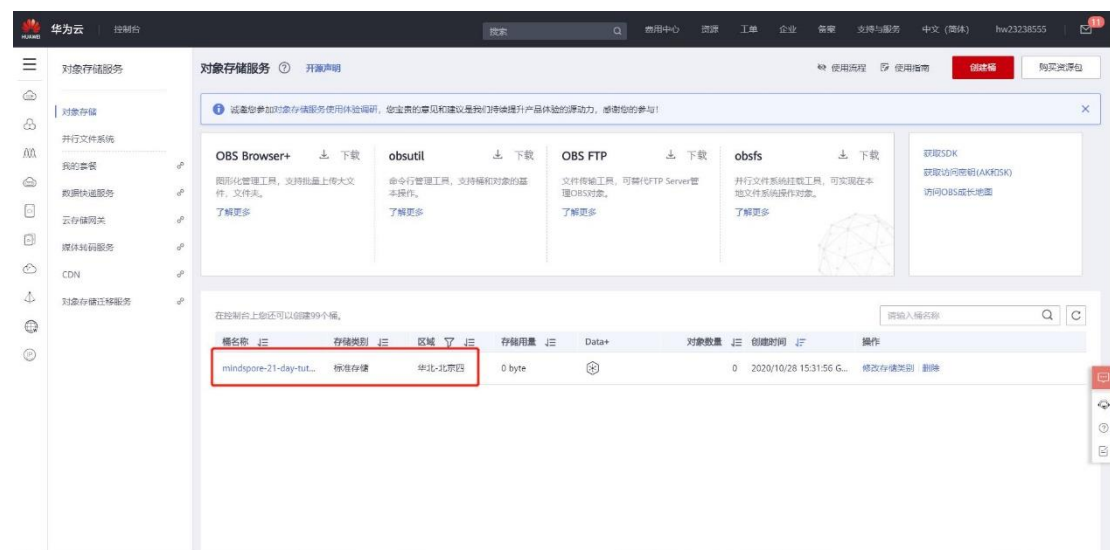 HUAWEI 华为云 控制台 搜索 费用中心 资源 工单 企业 备案 支持与服务 中文 (简体) hw23238555 11
对象存储服务
对象存储
并行文件系统
我的套餐
数据快递服务
云存储网关
媒体转码服务
CDN
对象存储迁移服务
对象存储服务 开源声明 使用流程 使用指南 创建桶 购买资源包
诚邀您参加对象存储服务使用体验调研，您宝贵的意见和建议是我们持续提升产品体验的源动力，感谢您的参与！
OBS Browser+ 下载
图形化管理工具，支持批量上传大文件、文件夹。
了解更多
obsutil 下载
命令行管理工具，支持桶和对象的基本操作。
了解更多
OBS FTP 下载
文件传输工具，可替代FTP Server管理OBS对象。
了解更多
obsfs 下载
并行文件系统挂载工具，可实现在本地文件系统操作对象。
了解更多
获取SDK
获取访问密钥(AK和SK)
访问OBS成长地图
在控制台上您还可以创建99个桶。 请输入桶名称
桶名称 存储类别 区域 存储用量 Data+ 对象数量 创建时间 操作
mindspore-21-day-tut... 标准存储 华北-北京四 0 byte 0 2020/10/28 15:31:56 G... 修改存储类别 删除